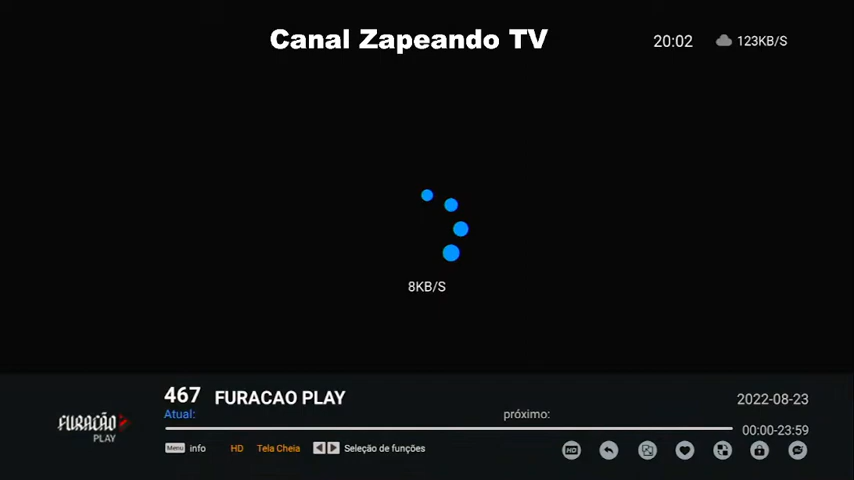 Canal Zapeando TV
20:02
123KB/S
8KB/S
467 FURACAO PLAY
2022-08-23
Atual:
próximo:
FURACÃO
PLAY
00:00-23:59
Menu info HD Tela Cheia Seleção de funções
HD